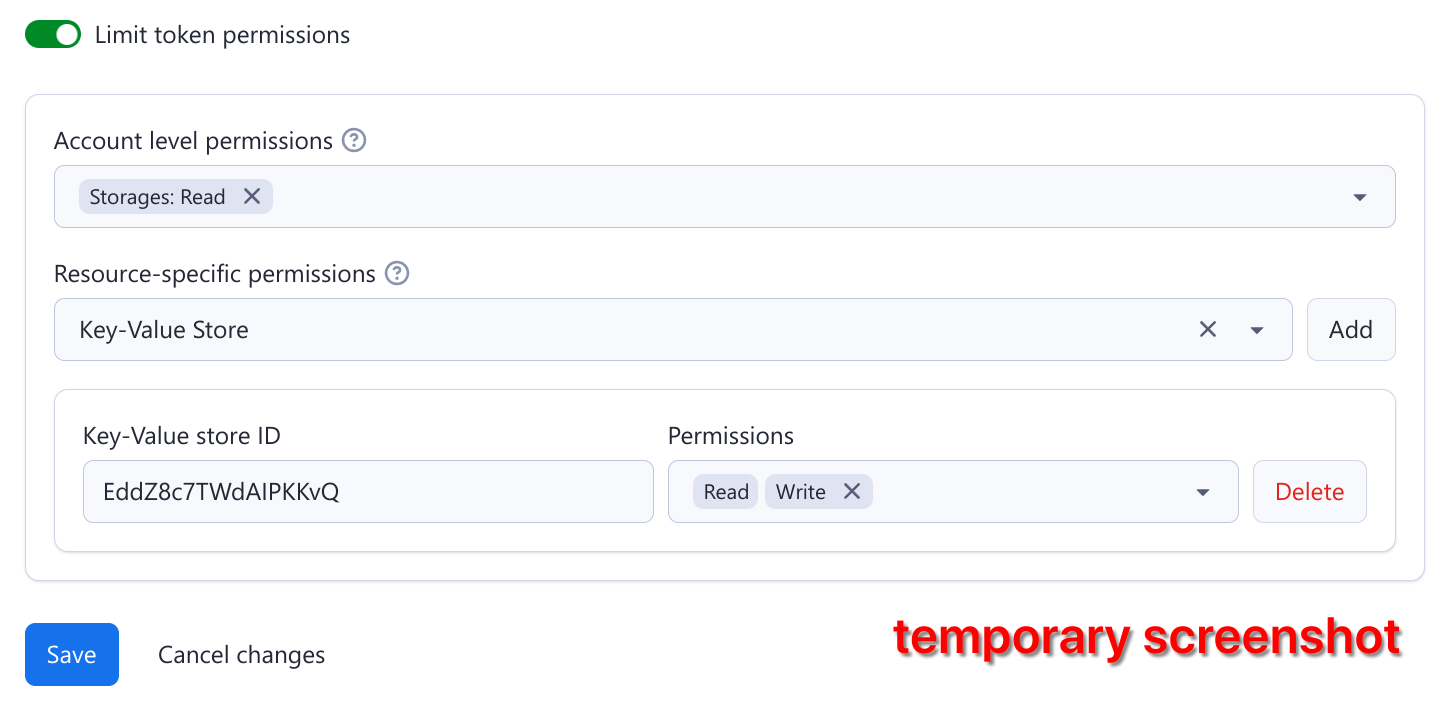 Limit token permissions
Account level permissions ?
Storages: Read
Resource-specific permissions ?
Key-Value Store
Add
Key-Value store ID
Permissions
EddZ8c7TWdAIPKKvQ
Read
Write
Delete
Save
Cancel changes
temporary screenshot